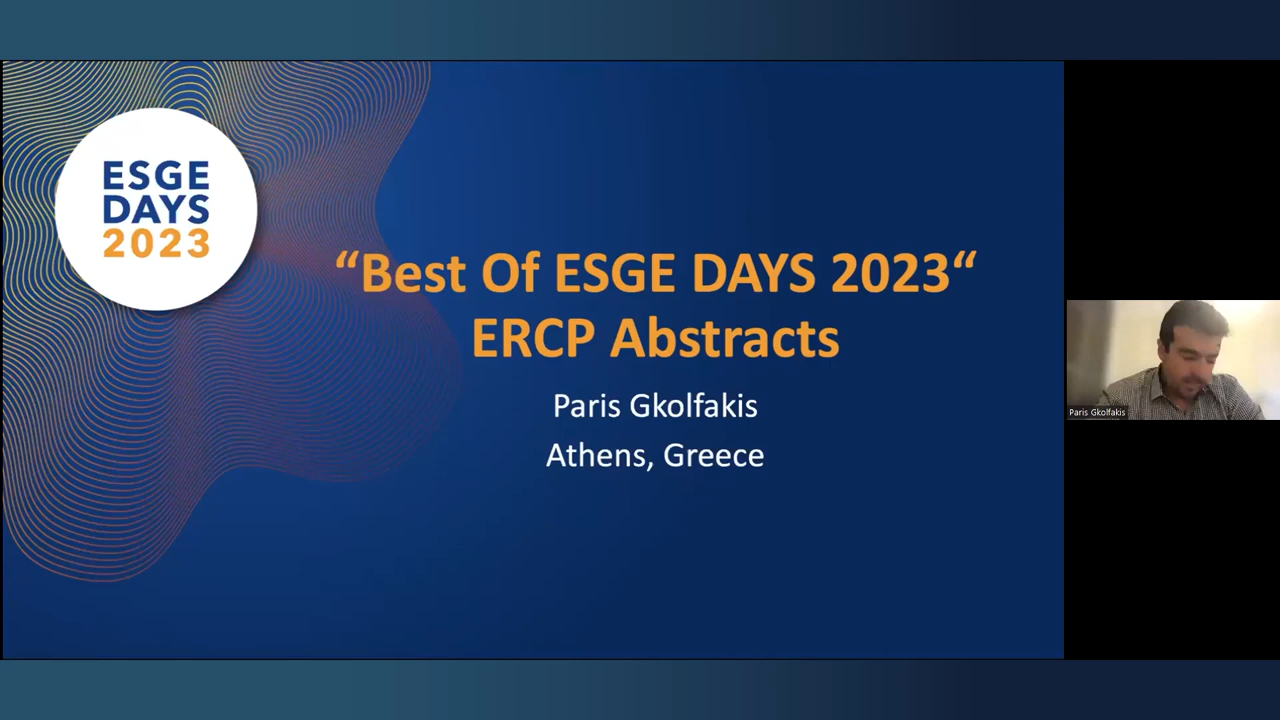 ESGE
DAYS
2023
“Best Of ESGE DAYS 2023“
ERCP Abstracts
Paris Gkolfakis
Athens, Greece
Paris Gkolfakis